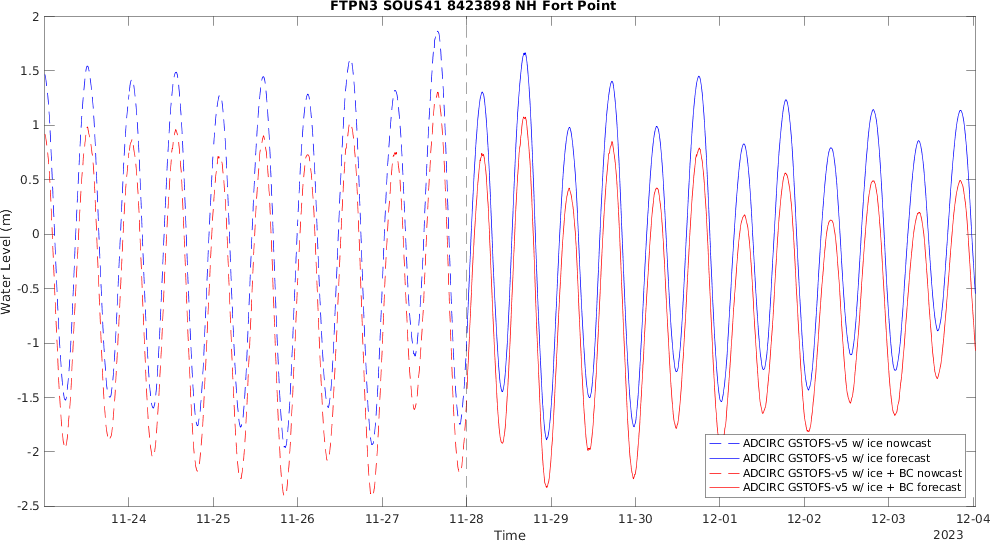 FTPN3 SOUS41 8423898 NH Fort Point
Water Level (m)
2
1.5
1
0.5
0
-0.5
-1
-1.5
-2
-2.5
ADCIRC GSTOFS-v5 w/ ice nowcast
ADCIRC GSTOFS-v5 w/ ice forecast
ADCIRC GSTOFS-v5 w/ ice + BC nowcast
ADCIRC GSTOFS-v5 w/ ice + BC forecast
11-24 11-25 11-26 11-27 11-28 11-29 11-30 12-01 12-02 12-03 12-04
Time
2023